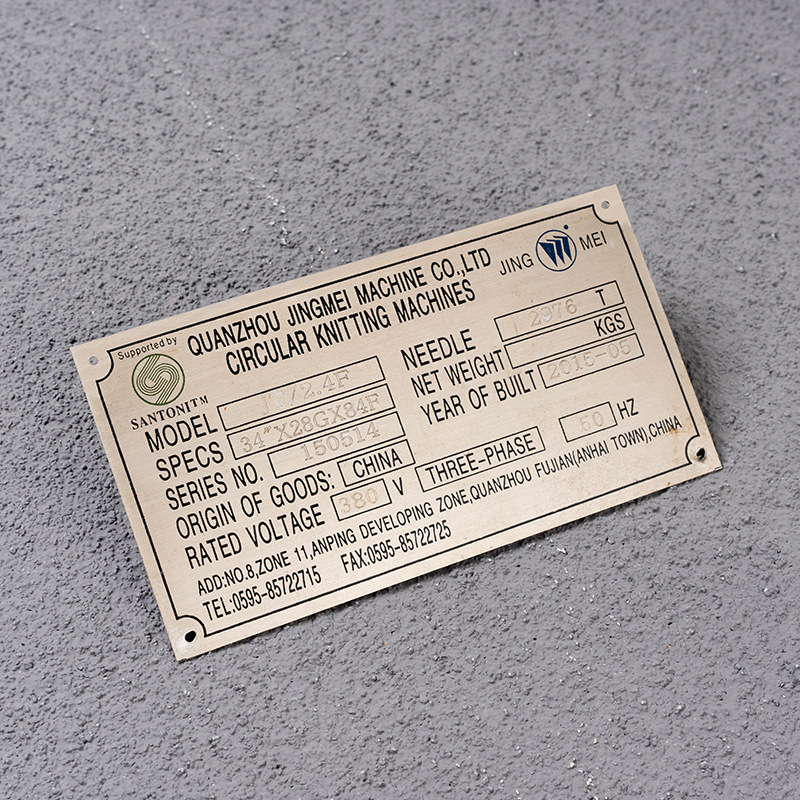 Supported by
SANTONI™
QUANZHOU JINGMEI MACHINE CO.,LTD
CIRCULAR KNITTING MACHINES
JING MEI
MODEL /2.4F
SPECS 34"X28GX84F
SERIES NO. 150514
ORIGIN OF GOODS: CHINA
RATED VOLTAGE 380 V THREE-PHASE 50 HZ
NEEDLE 2976 T
NET WEIGHT KGS
YEAR OF BUILT 2015-05
ADD:NO.8,ZONE 11,ANPING DEVELOPING ZONE,QUANZHOU FUJIAN(ANHAI TOWN),CHINA
TEL:0595-85722715 FAX:0595-85722725